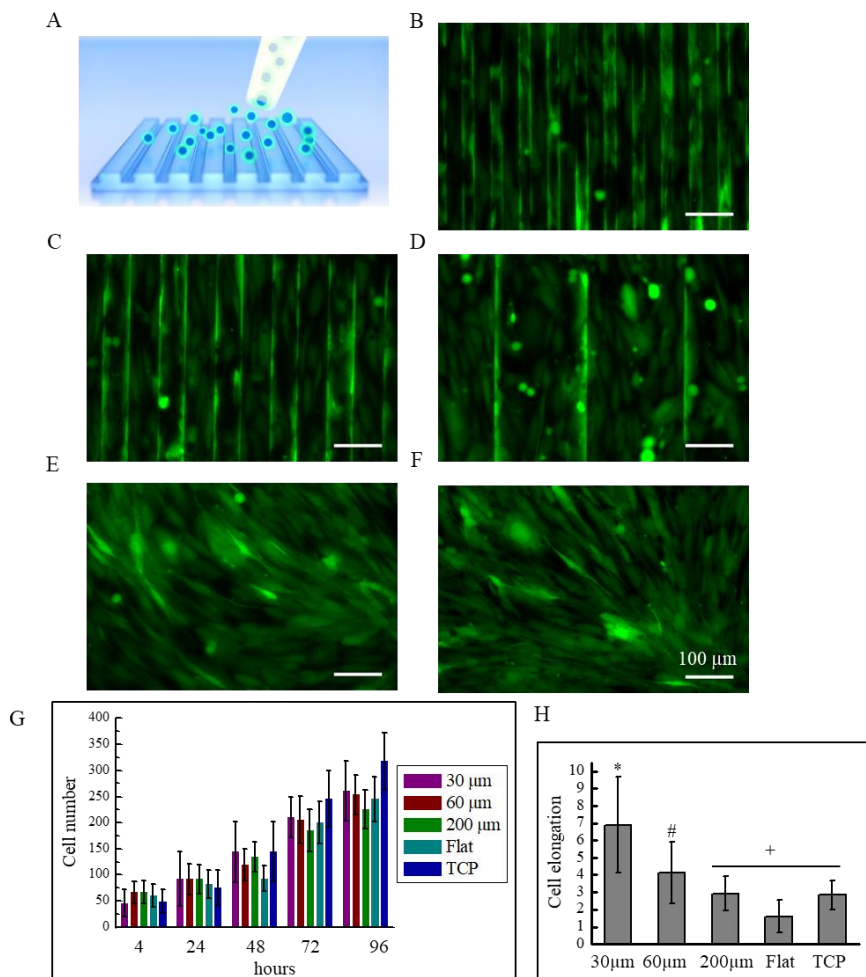 A
B
C
D
E
F
100 µm
G
Cell number
400
350
300
250
200
150
100
50
0
4 24 48 72 96
hours
30 µm
60 µm
200 µm
Flat
TCP
H
Cell elongation
10
9
8
7
6
5
4
3
2
1
0
*
#
+
30µm 60µm 200µm Flat TCP